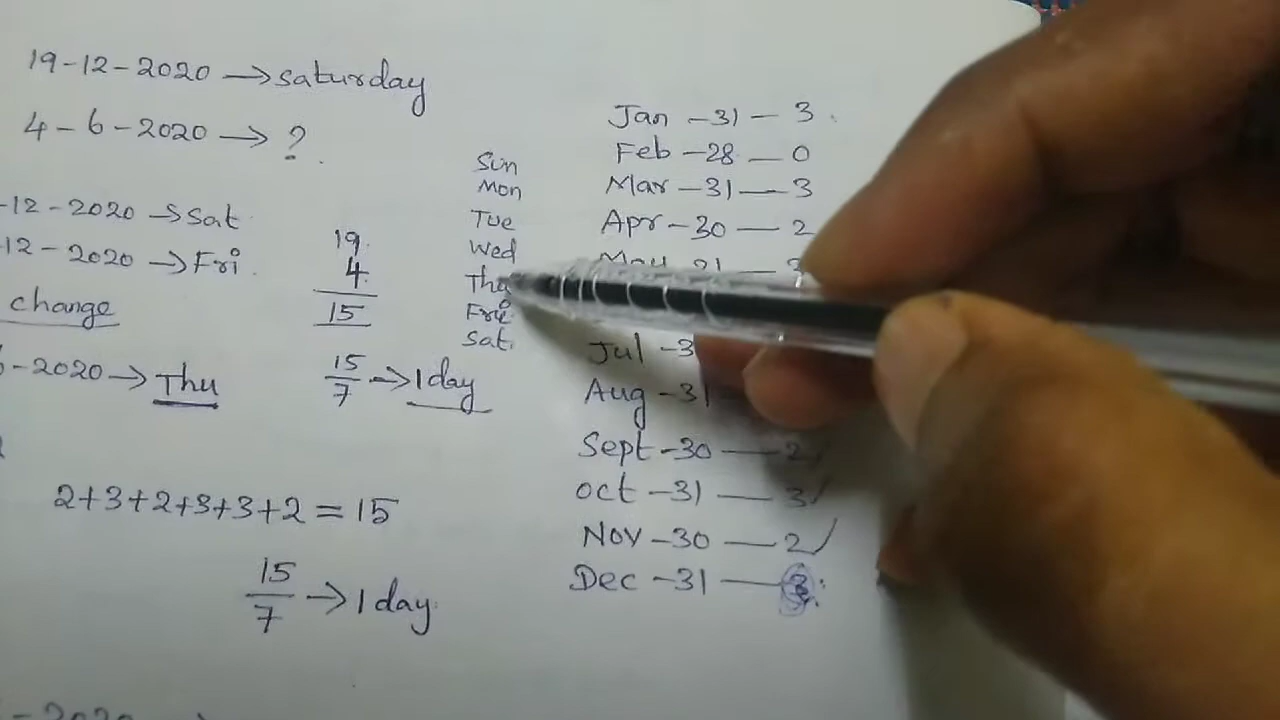 19-12-2020 → Saturday
4-6-2020 → ?
-12-2020 → Sat
12-2020 → Fri
change
-2020 → Thu
19
4
15
15/7 → 1 day
2+3+2+3+3+2 = 15
15/7 → 1 day
Sun
Mon
Tue
Wed
Thu
Fri
Sat
Jan - 31 - 3
Feb - 28 - 0
Mar - 31 - 3
Apr - 30 - 2
Jul - 3
Aug - 31
Sept - 30 - 2
Oct - 31 - 3
Nov - 30 - 2
Dec - 31 - 3